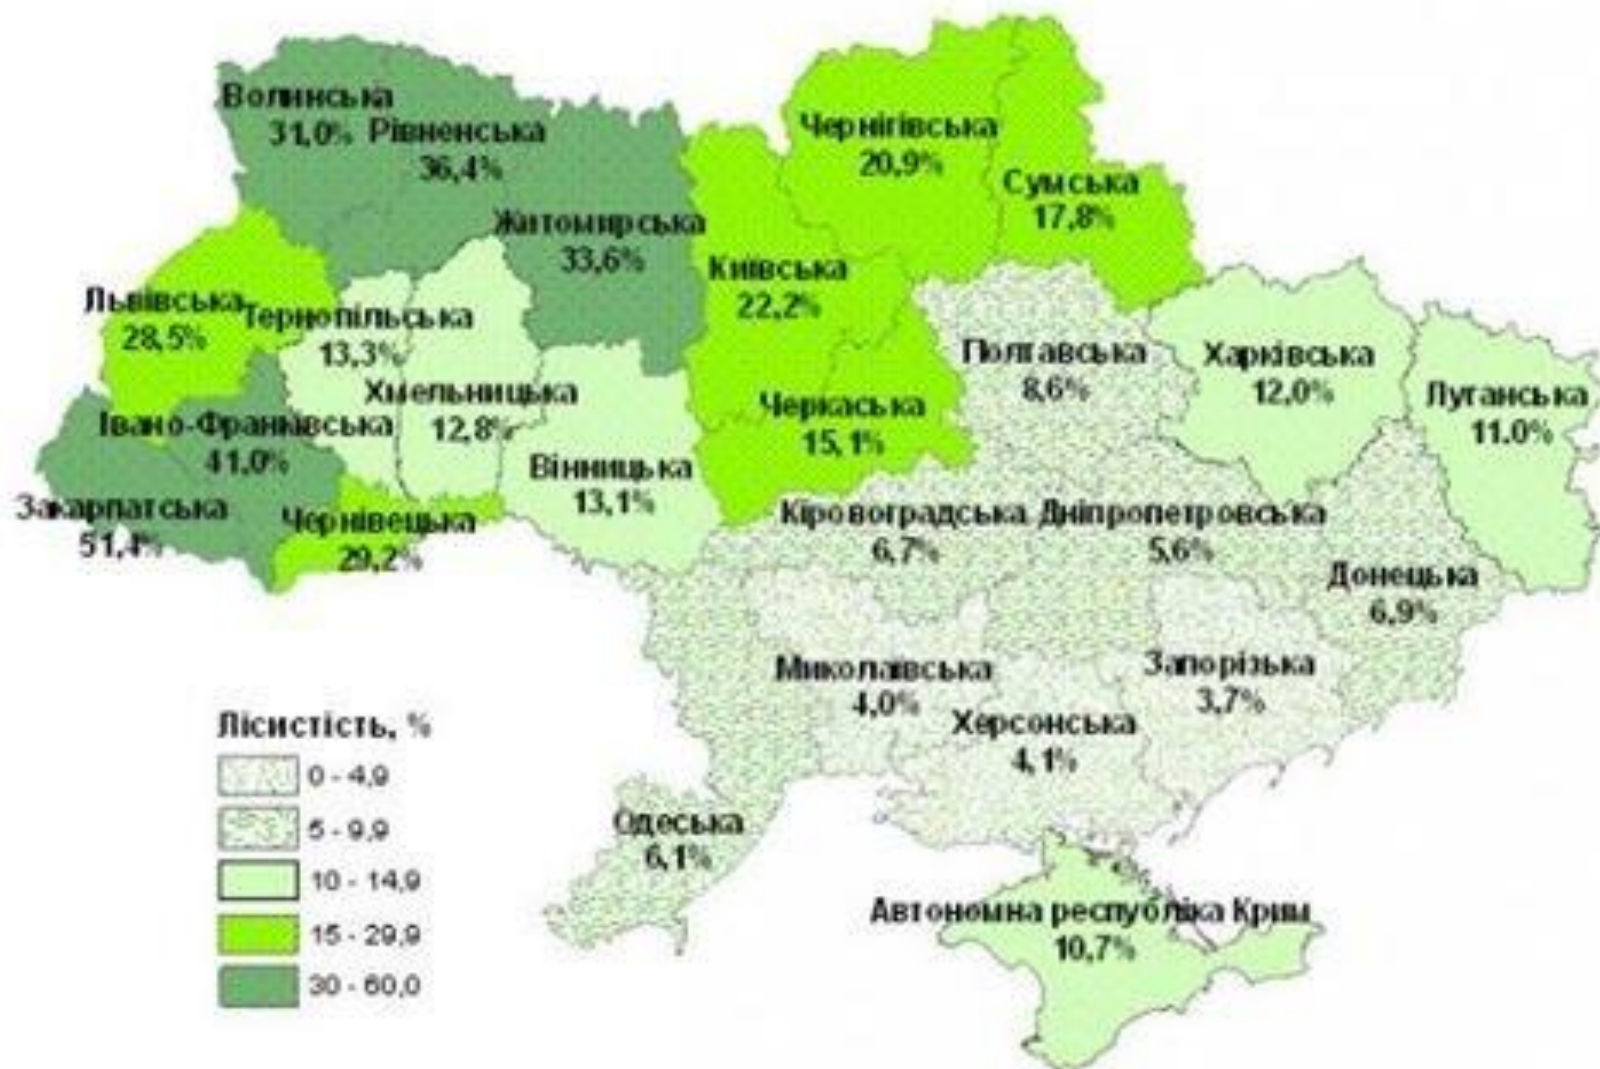 Волинська
31,0%
Рівненська
36,4%
Житомирська
33,6%
Чернігівська
20,9%
Сумська
17,8%
Київська
22,2%
Львівська
28,5%
Тернопільська
13,3%
Хмельницька
12,8%
Івано-Франківська
41.0%
Закарпатська
51,4%
Чернівецька
29,2%
Вінницька
13,1%
Черкаська
15,1%
Полтавська
8,6%
Харківська
12,0%
Луганська
11.0%
Кіровоградська
6,7%
Дніпропетровська
5,6%
Донецька
6,9%
Миколаївська
4,0%
Запорізька
3,7%
Херсонська
4,1%
Одеська
6,1%
Автономна республіка Крим
10,7%
Лісистість, %
0 - 4,9
5 - 9,9
10 - 14,9
15 - 29,9
30 - 60,0